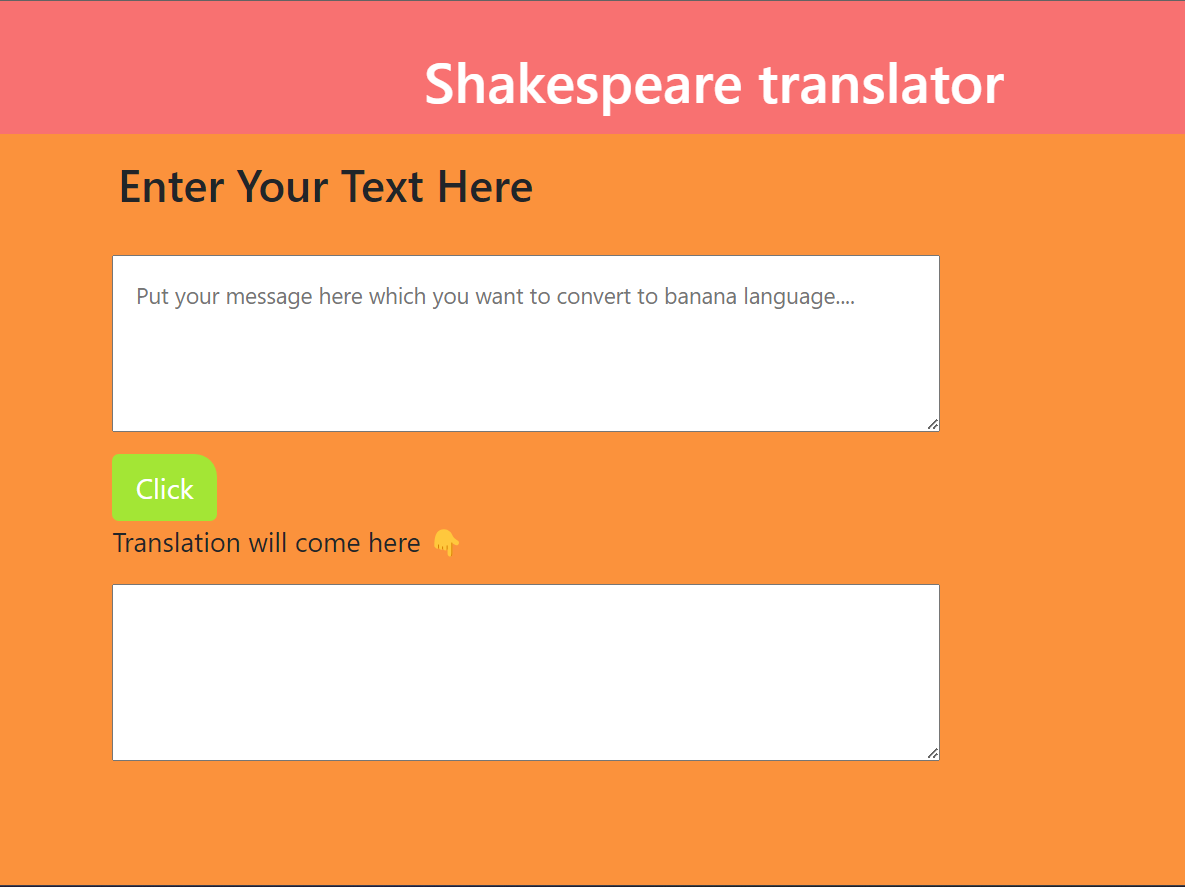 Shakespeare translator
Enter Your Text Here
Put your message here which you want to convert to banana language....
Click
Translation will come here 👇